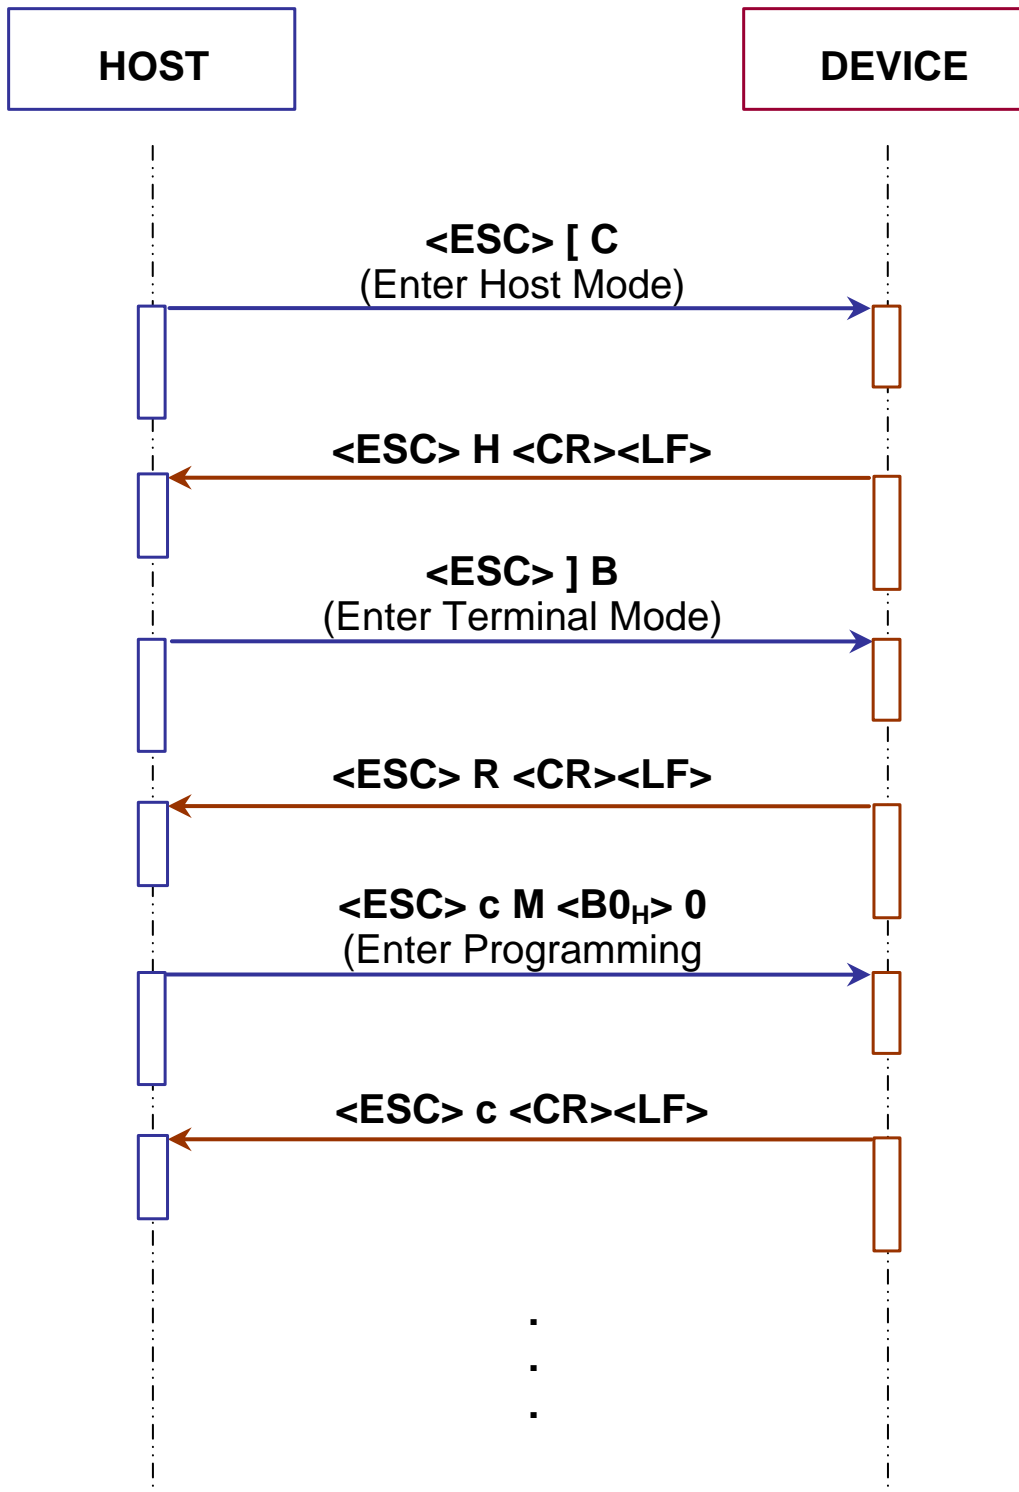 HOST
DEVICE
<ESC> [ C
(Enter Host Mode)
<ESC> H <CR><LF>
<ESC> ] B
(Enter Terminal Mode)
<ESC> R <CR><LF>
<ESC> c M <B0H> 0
(Enter Programming
<ESC> c <CR><LF>
.
.
.